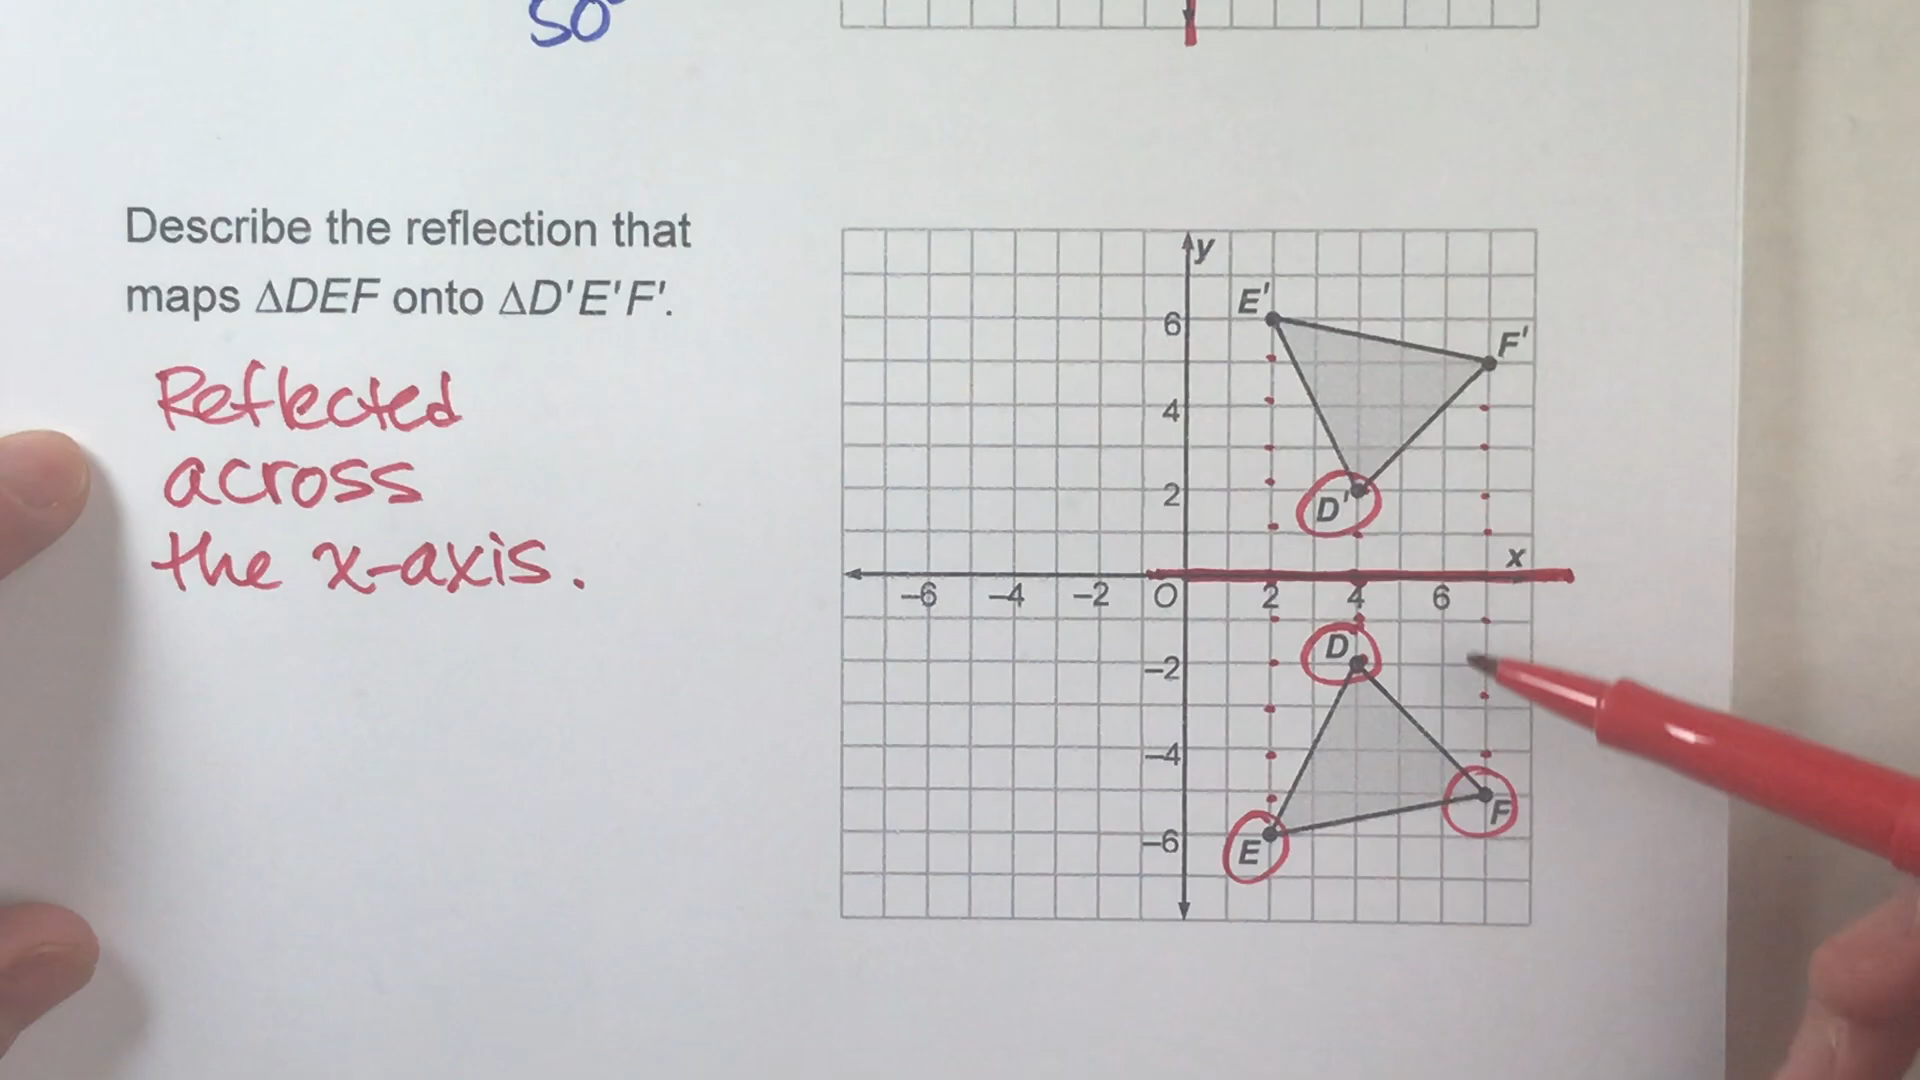 50°
Describe the reflection that
maps ΔDEF onto ΔD'E'F'.
Reflected
across
the x-axis.
y
E'
6
F'
4
2
D'
x
–6 –4 –2 O 2 4 6
D
–2
–4
F
–6
E